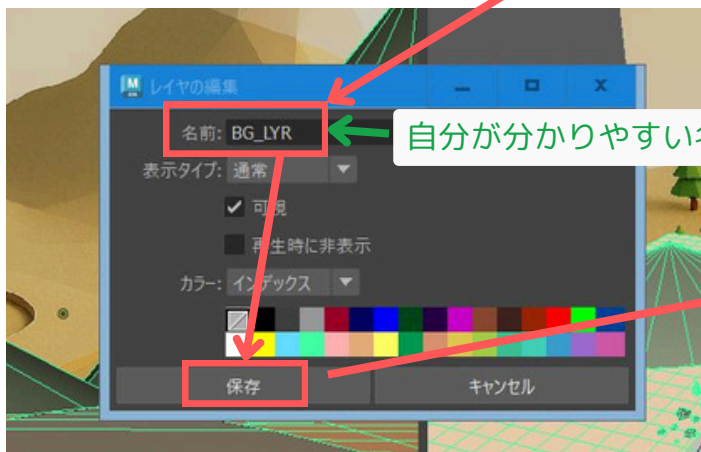 レイヤの編集
名前: BG_LYR
自分が分かりやすい
表示タイプ: 通常
可視
再生時に非表示
カラー: インデックス
保存
キャンセル